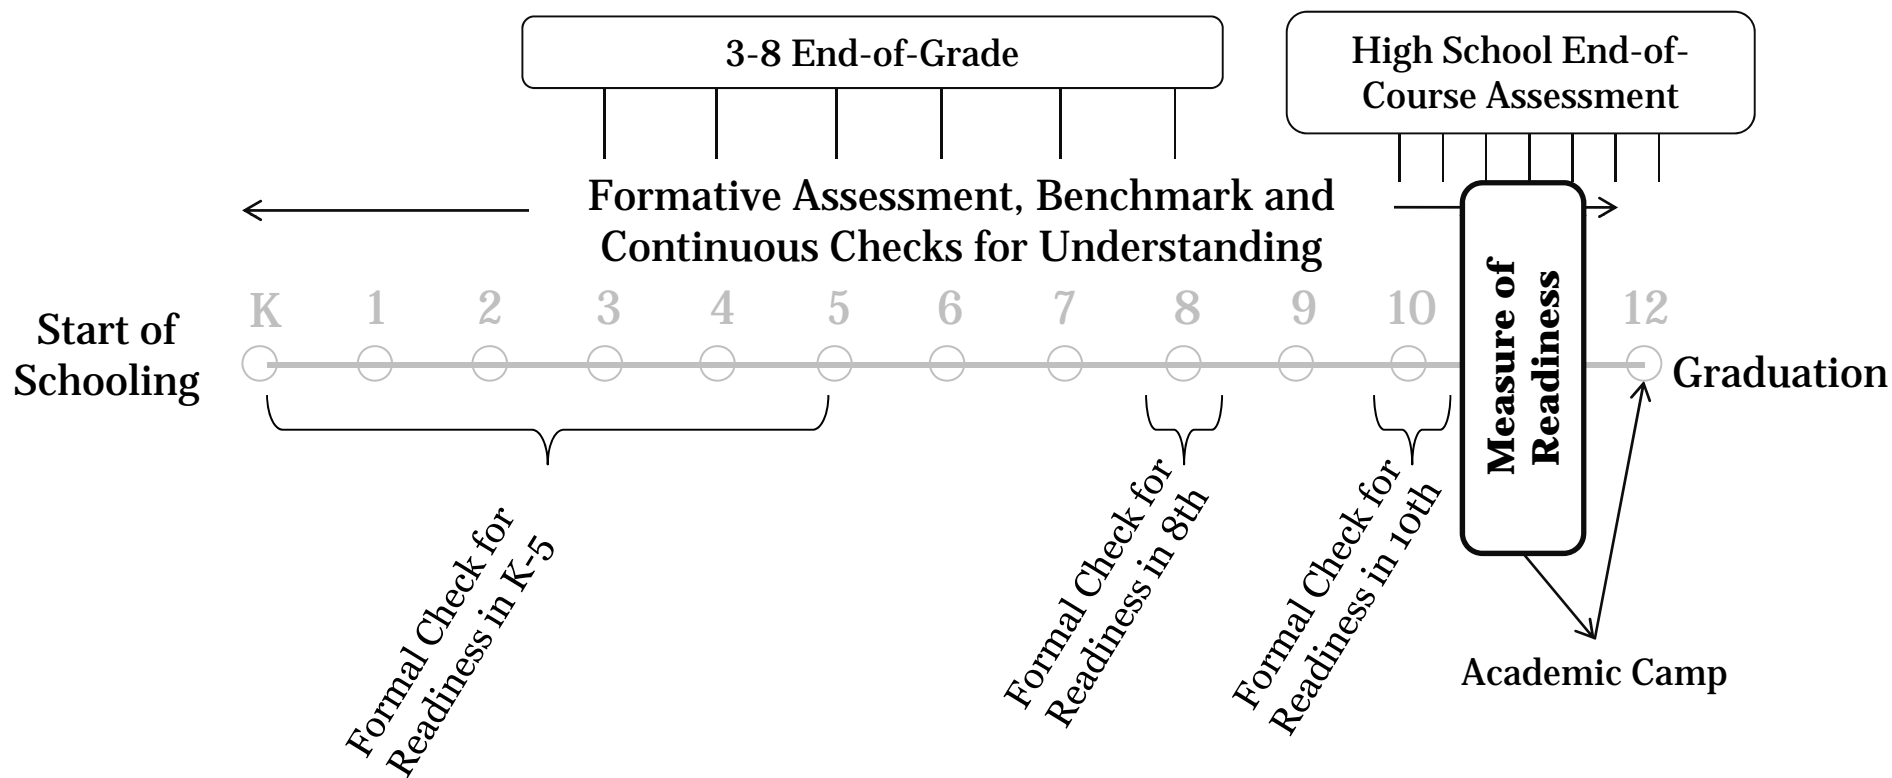 3-8 End-of-Grade
High School End-of-
Course Assessment
Formative Assessment, Benchmark and
Continuous Checks for Understanding
Start of
Schooling
K 1 2 3 4 5 6 7 8 9 10 12
Graduation
Measure of
Readiness
Formal Check for
Readiness in K-5
Formal Check for
Readiness in 8th
Formal Check for
Readiness in 10th
Academic Camp